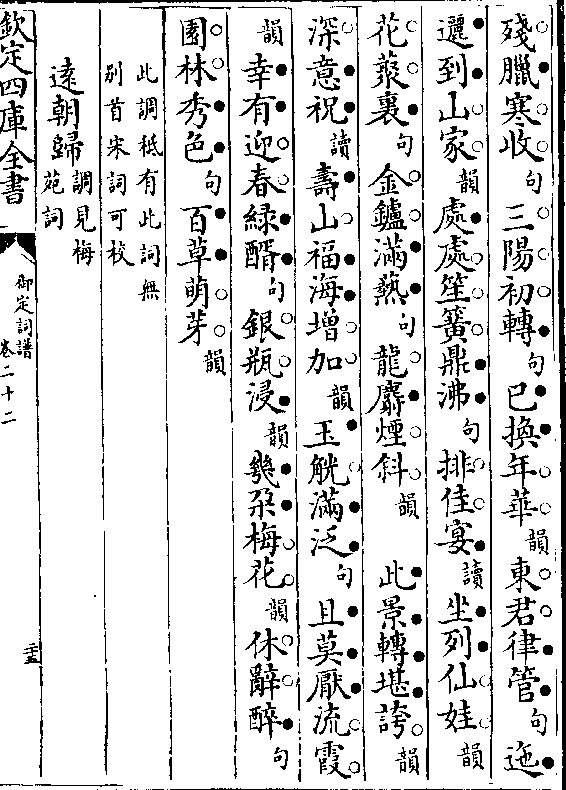 殘臘寒收句三陽初轉句已換年華韻東君律管句迤
邐到山家韻處處笙簧鼎沸句排佳宴讀坐列仙娃韻
花叢裏句金鑪滿爇句龍麝煙斜韻　此景轉堪誇韻
深意祝讀壽山福海增加韻玉觥滿泛句且莫厭流霞
韻幸有迎春緑醑句銀瓶浸韻幾朶梅花韻休辭醉句
園林秀色句百草萌芽韻
此調秪有此詞無
别首宋詞可校
逺朝歸調見梅
苑詞
欽定四庫全書
御定詞譜
卷二十二
二十五